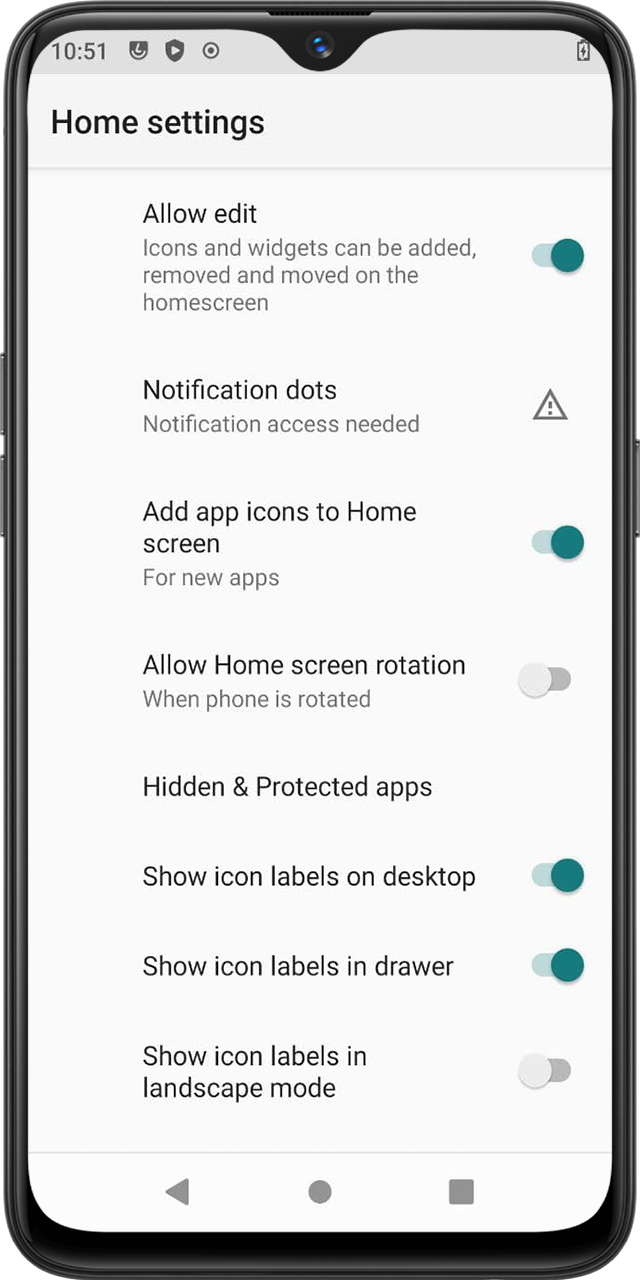 10:51
Home settings
Allow edit
Icons and widgets can be added,
removed and moved on the
homescreen
Notification dots
Notification access needed
Add app icons to Home
screen
For new apps
Allow Home screen rotation
When phone is rotated
Hidden & Protected apps
Show icon labels on desktop
Show icon labels in drawer
Show icon labels in
landscape mode